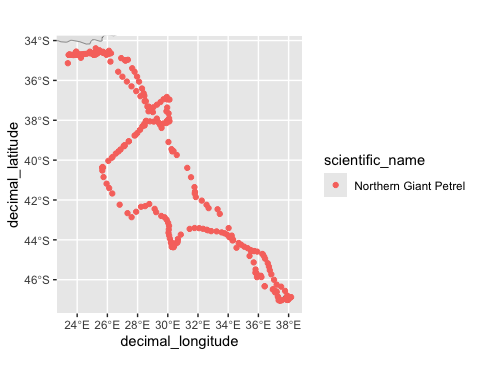 34°S
36°S
38°S
40°S
42°S
44°S
46°S
decimal_latitude
24°E 26°E 28°E 30°E 32°E 34°E 36°E 38°E
decimal_longitude
scientific_name
Northern Giant Petrel